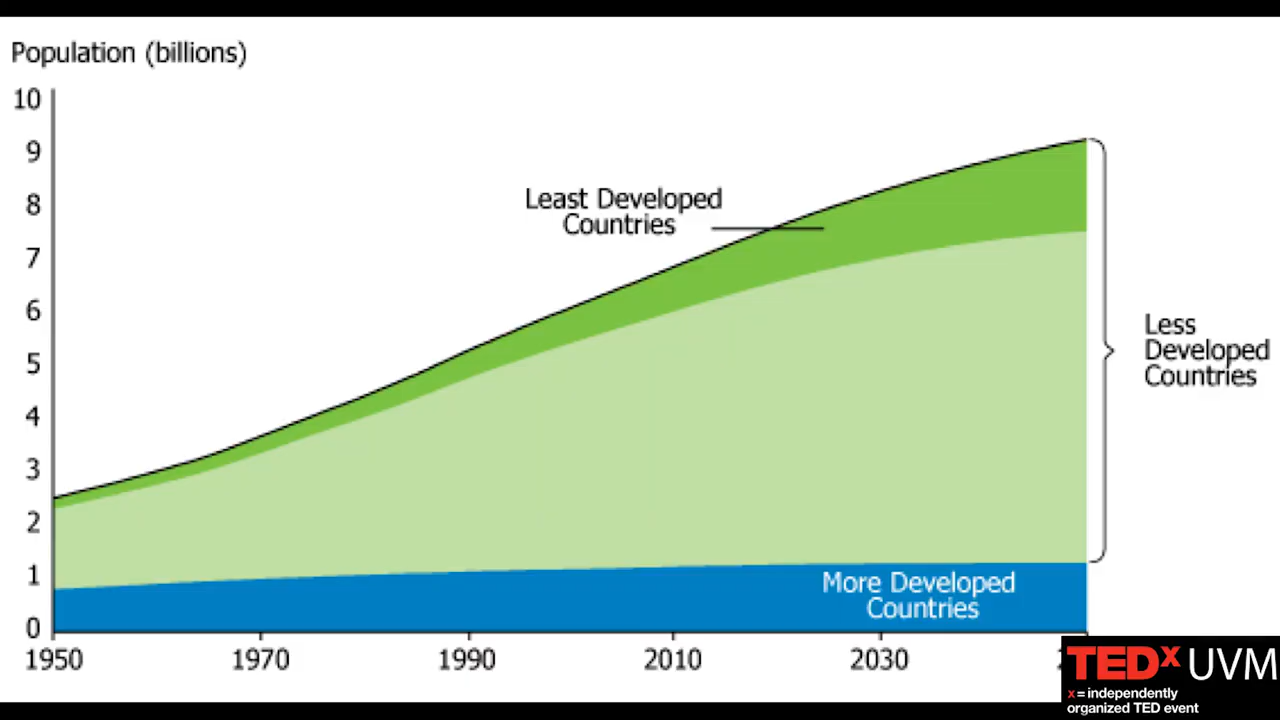 Population (billions)
10
9
8
7
6
5
4
3
2
1
0
Least Developed
Countries
Less
Developed
Countries
More Developed
Countries
1950
1970
1990
2010
2030
TEDx UVM
x = independently
organized TED event